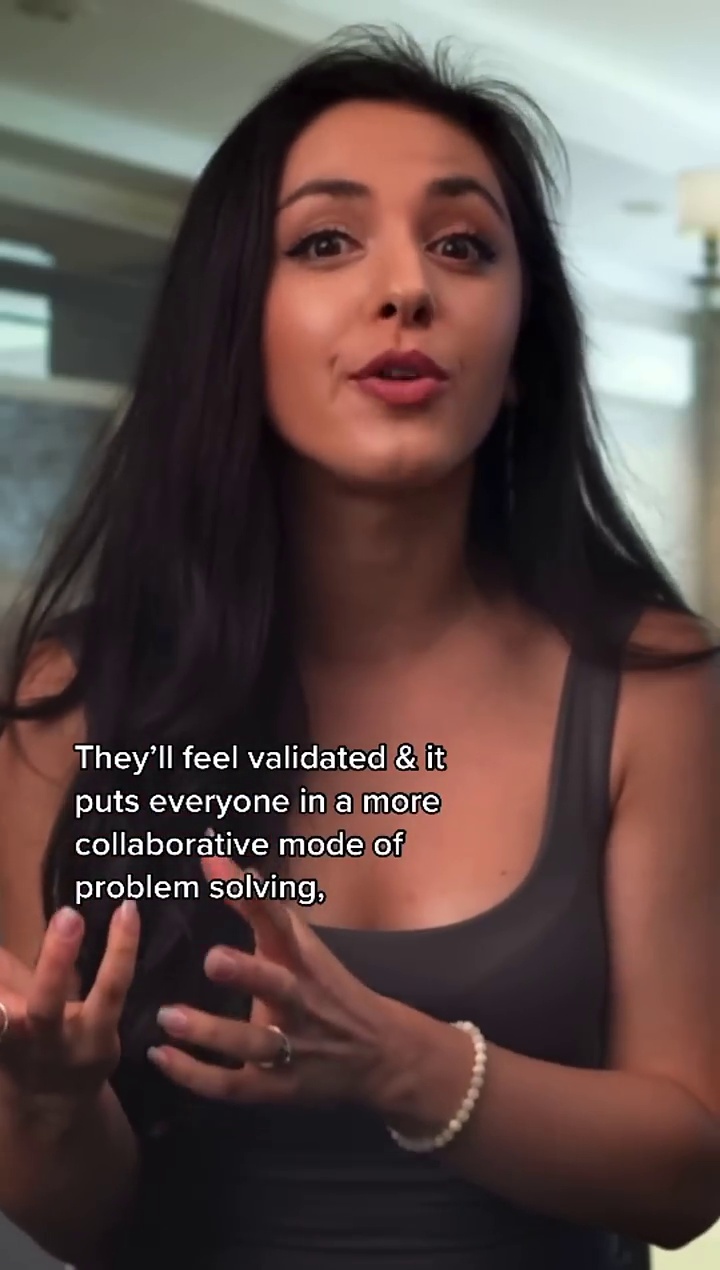 They’ll feel validated & it
puts everyone in a more
collaborative mode of
problem solving,